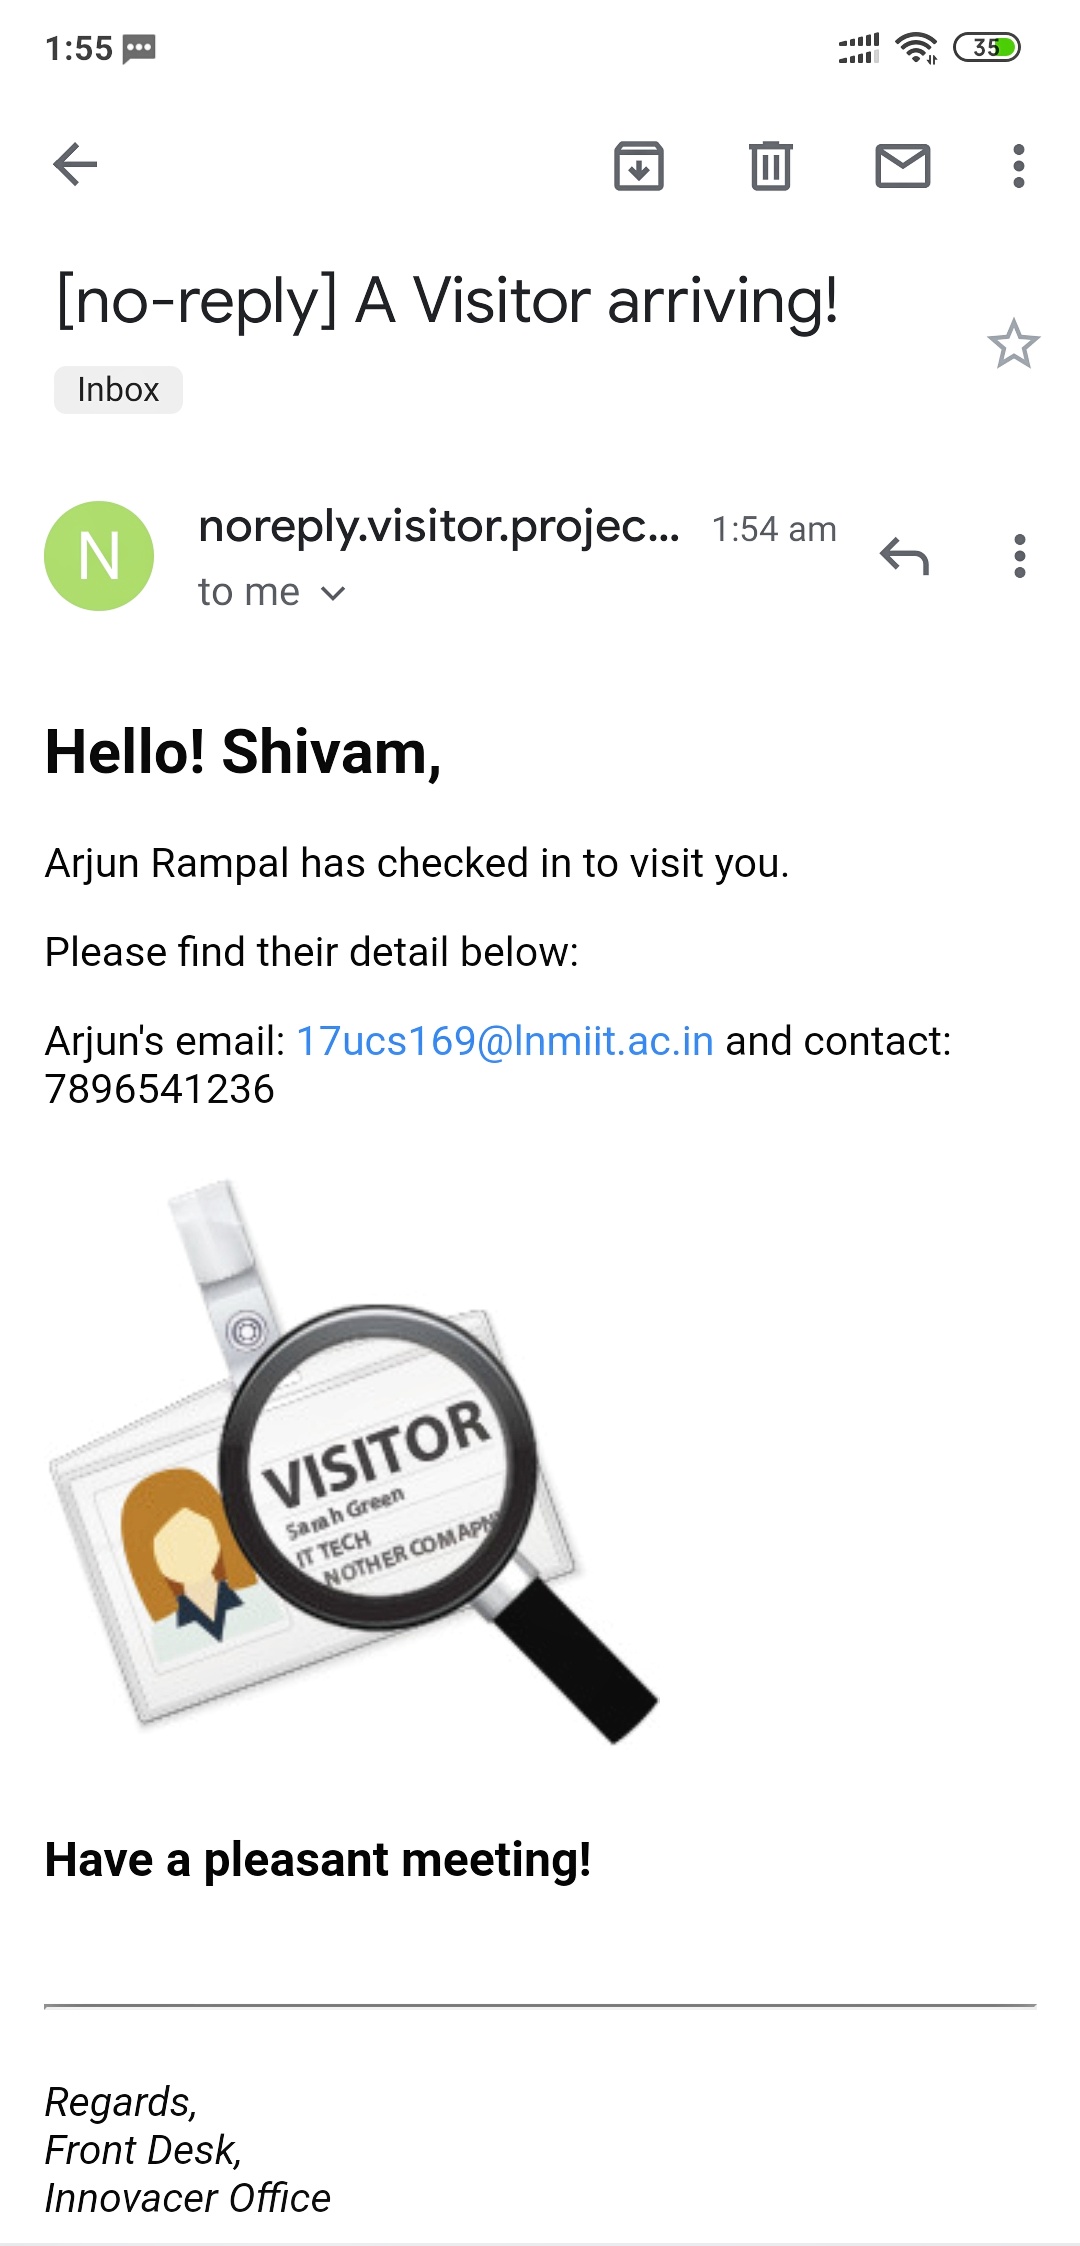 1:55
35
[no-reply] A Visitor arriving!
Inbox
N
noreply.visitor.projec... 1:54 am
to me
Hello! Shivam,
Arjun Rampal has checked in to visit you.
Please find their detail below:
Arjun's email: 17ucs169@lnmiit.ac.in and contact:
7896541236
VISITOR
Sarah Green
IT TECH
NOTHER COMAPN
Have a pleasant meeting!
Regards,
Front Desk,
Innovacer Office